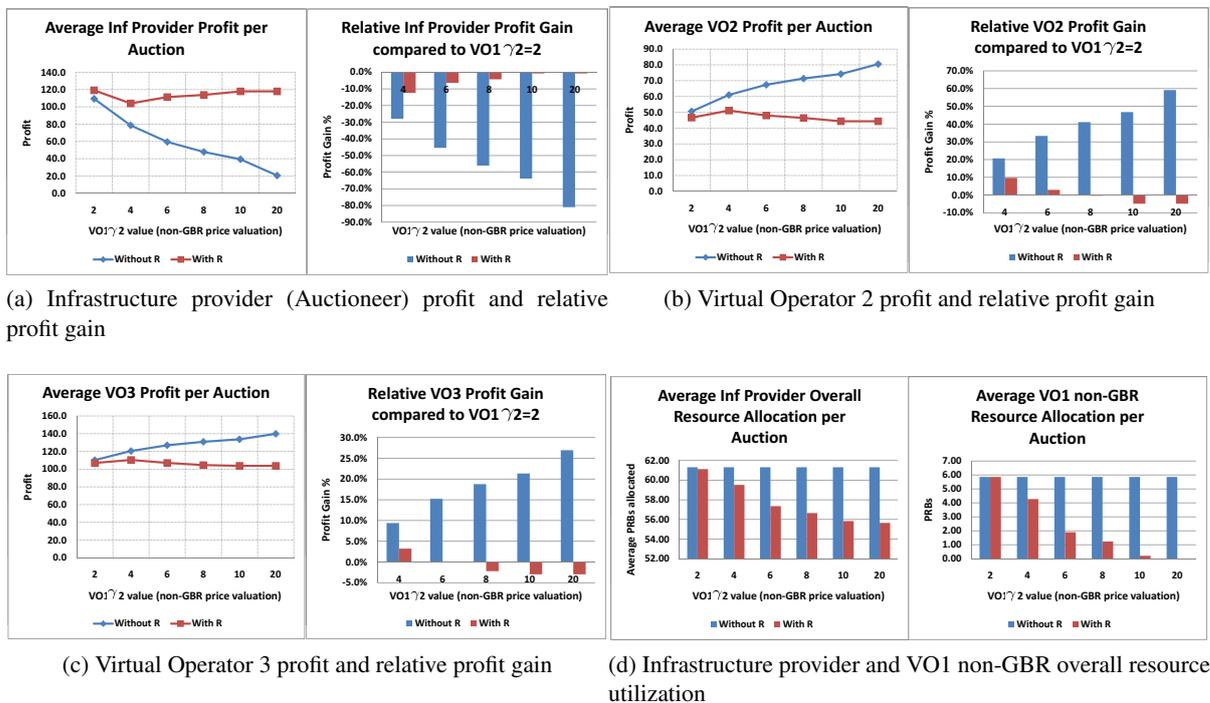 Average Inf Provider Profit per
Auction
140.0
120.0
100.0
80.0
60.0
40.0
20.0
0.0
Profit
2 4 6 8 10 20
VO1γ2 value (non-GBR price valuation)
Without R With R
Relative Inf Provider Profit Gain
compared to VO1γ2=2
0.0%
-10.0%
-20.0%
-30.0%
-40.0%
-50.0%
-60.0%
-70.0%
-80.0%
-90.0%
Profit Gain %
4 6 8 10 20
VO1γ2 value (non-GBR price valuation)
Without R With R
(a) Infrastructure provider (Auctioneer) profit and relative
profit gain
Average VO2 Profit per Auction
90.0
80.0
70.0
60.0
50.0
40.0
30.0
20.0
10.0
0.0
Profit
2 4 6 8 10 20
VO1γ2 value (non-GBR price valuation)
Without R With R
Relative VO2 Profit Gain
compared to VO1γ2=2
70.0%
60.0%
50.0%
40.0%
30.0%
20.0%
10.0%
0.0%
-10.0%
Profit Gain %
4 6 8 10 20
VO1γ2 value (non-GBR price valuation)
Without R With R
(b) Virtual Operator 2 profit and relative profit gain
Average VO3 Profit per Auction
160.0
140.0
120.0
100.0
80.0
60.0
40.0
20.0
0.0
Profit
2 4 6 8 10 20
VO1γ2 value (non-GBR price valuation)
Without R With R
Relative VO3 Profit Gain
compared to VO1γ2=2
30.0%
25.0%
20.0%
15.0%
10.0%
5.0%
0.0%
-5.0%
Profit Gain %
4 6 8 10 20
VO1γ2 value (non-GBR price valuation)
Without R With R
(c) Virtual Operator 3 profit and relative profit gain
Average Inf Provider Overall
Resource Allocation per
Auction
62.00
60.00
58.00
56.00
54.00
52.00
Average PRBs allocated
2 4 6 8 10 20
VO1γ2 value (non-GBR price valuation)
Without R With R
Average VO1 non-GBR
Resource Allocation per
Auction
7.00
6.00
5.00
4.00
3.00
2.00
1.00
0.00
PRBs
2 4 6 8 10 20
VO1γ2 value (non-GBR price valuation)
Without R With R
(d) Infrastructure provider and VO1 non-GBR overall resource
utilization